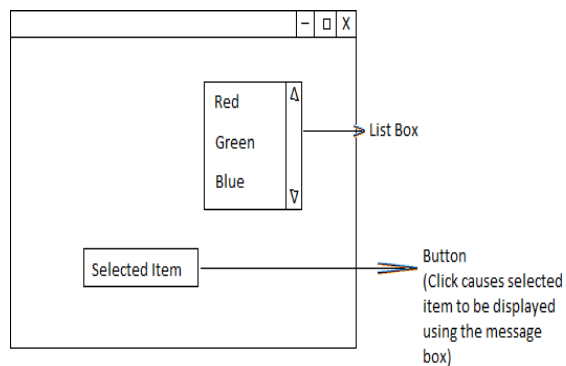 X
Red
Green
Blue
List Box
Selected Item
Button
(Click causes selected
item to be displayed
using the message
box)